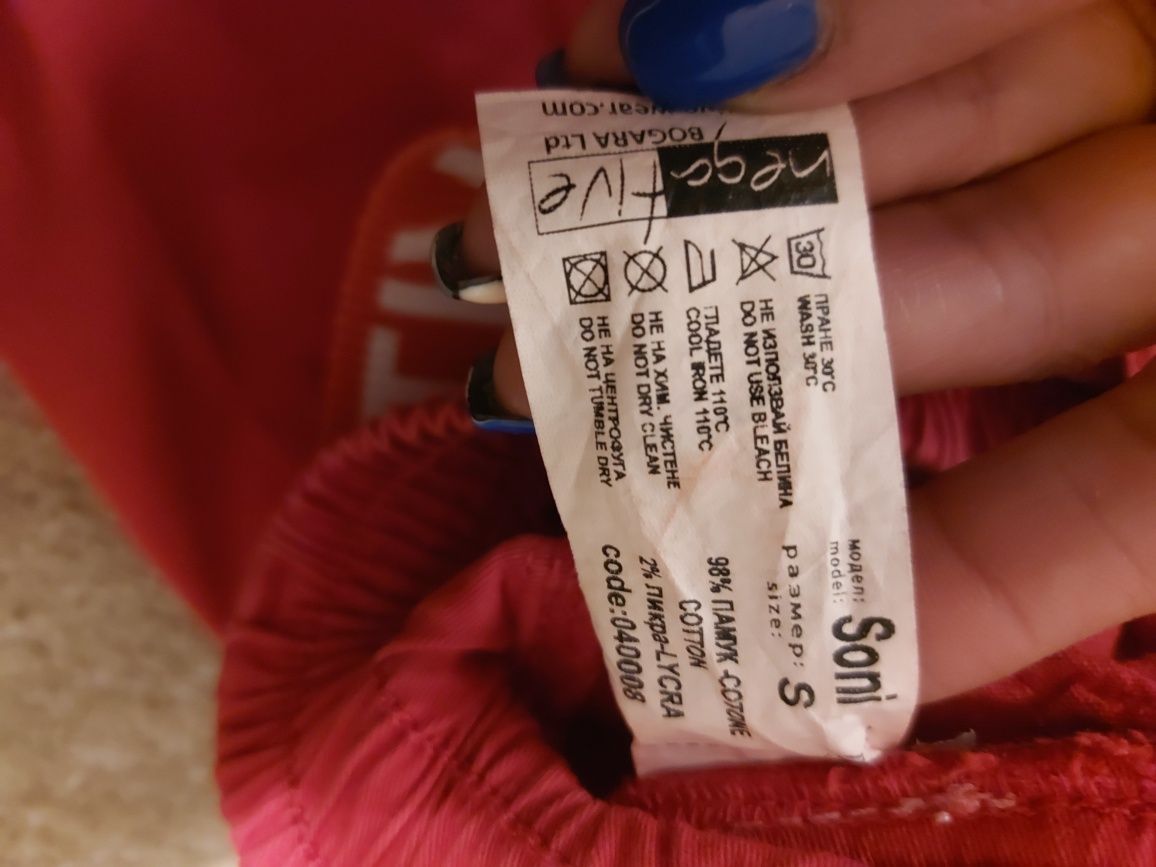 модел:
model: Soni
размер: S
size:
98% ПАМУК -COTONE
COTTON
2% ликра-LYCRA
code:040008
ПРАНЕ 30°C
WASH 30°C
НЕ ИЗПОЛЗВАЙ БЕЛИНА
DO NOT USE BLEACH
ГЛАДЕТЕ 110°C
COOL IRON 110°C
НЕ НА ХИМ. ЧИСТЕНЕ
DO NOT DRY CLEAN
НЕ НА ЦЕНТРОФУГА
DO NOT TUMBLE DRY
30
negative
BOGARA Ltd